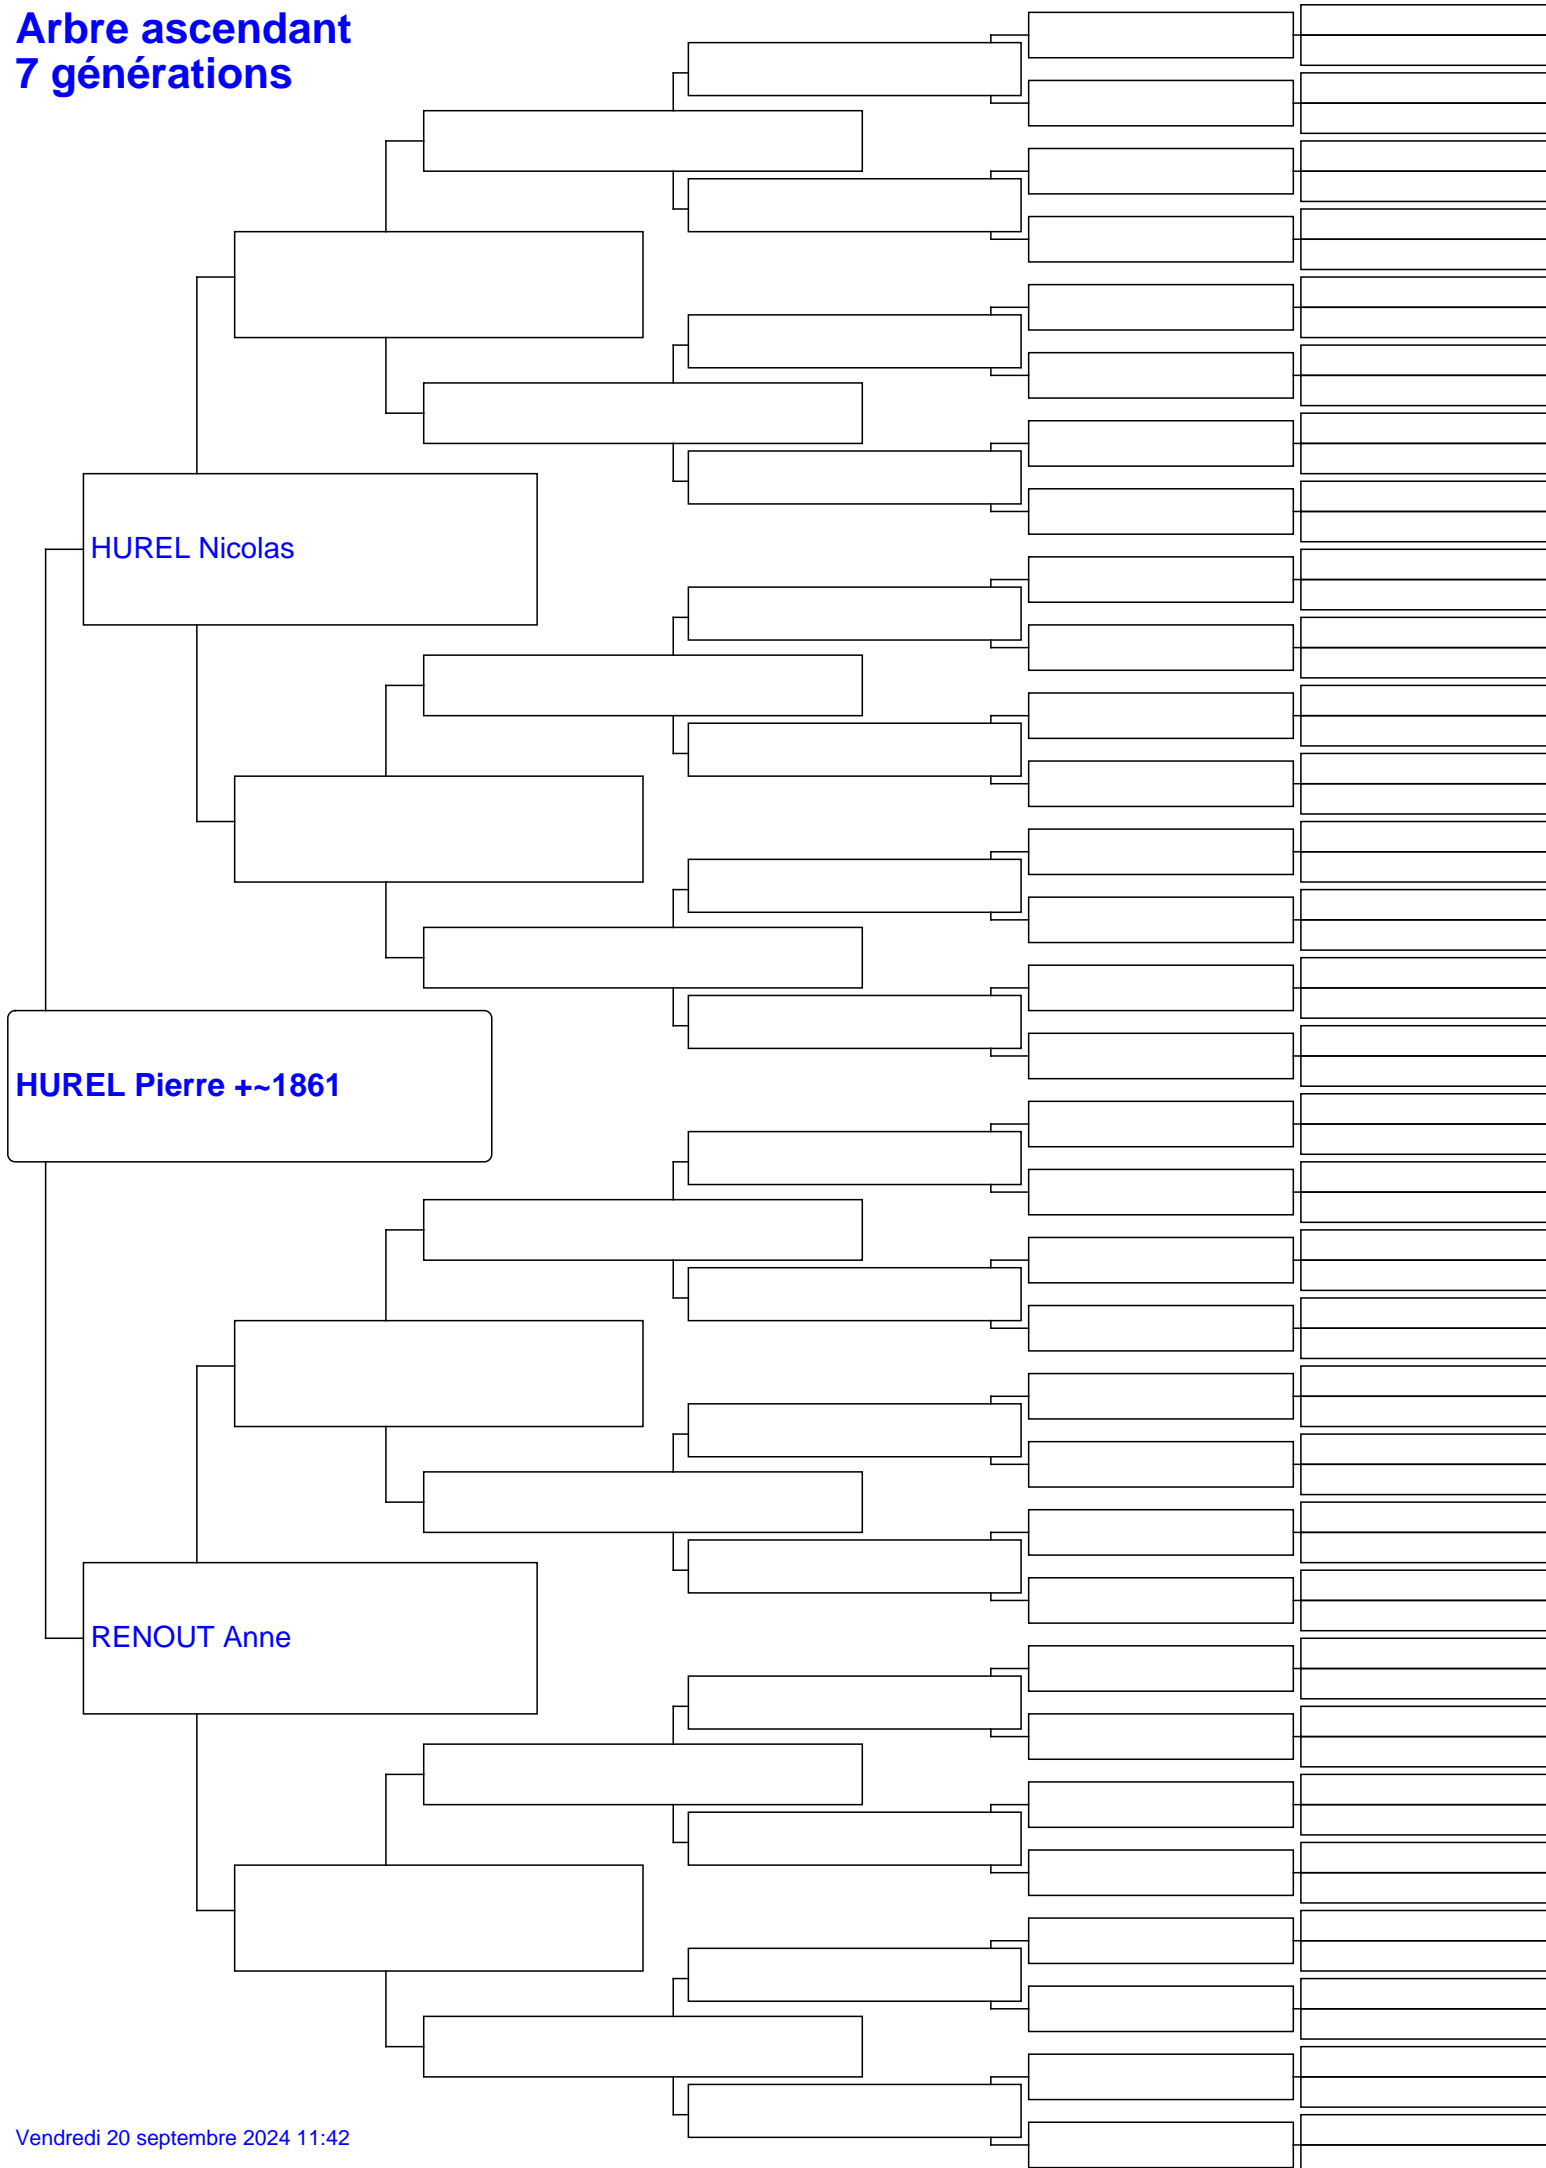 Arbre ascendant
7 générations
HUREL Nicolas
HUREL Pierre +~1861
RENOUT Anne
Vendredi 20 septembre 2024 11:42